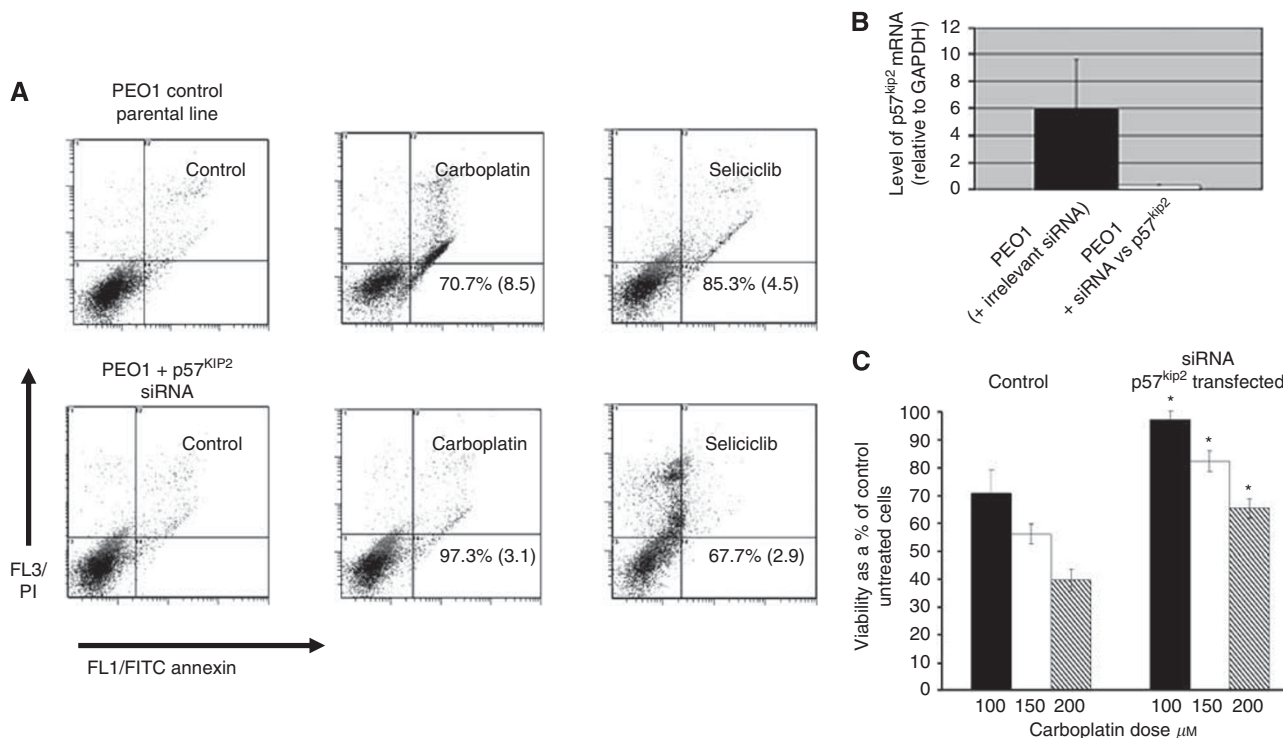 A
PEO1 control
parental line
Control
Carboplatin
70.7% (8.5)
Seliciclib
85.3% (4.5)
PEO1 + p57KIP2
siRNA
Control
Carboplatin
97.3% (3.1)
Seliciclib
67.7% (2.9)
FL3/
PI
FL1/FITC annexin
B
Level of p57kip2 mRNA
(relative to GAPDH)
12
10
8
6
4
2
0
PEO1
(+ irrelevant siRNA)
PEO1
+ siRNA vs p57kip2
C
Control
siRNA
p57kip2 transfected
Viability as a % of control
untreated cells
100
90
80
70
60
50
40
30
20
10
0
*
*
*
100 150 200
100 150 200
Carboplatin dose μM